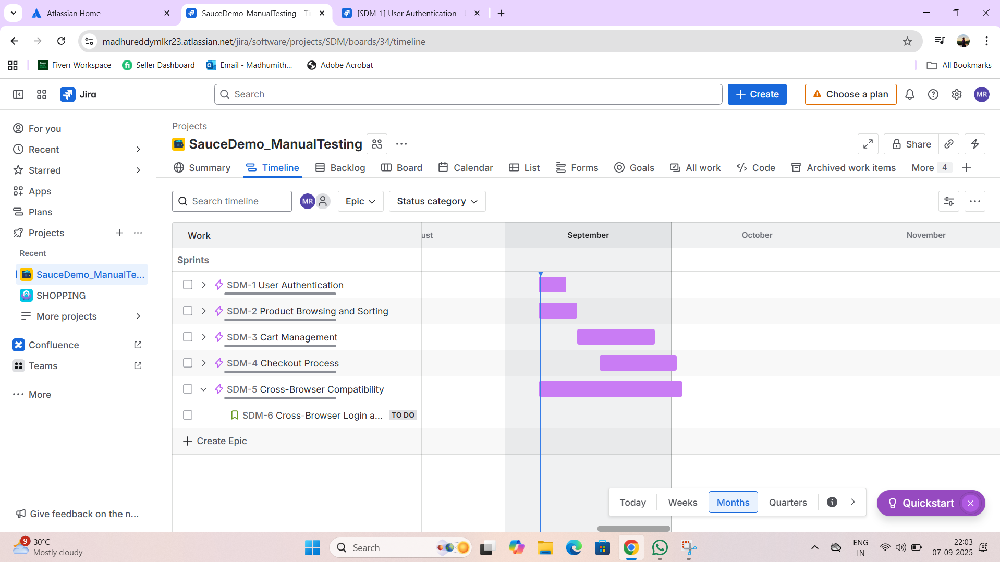 Atlassian Home
SauceDemo_ManualTesting - Ti
[SDM-1] User Authentication - J
madhureddymlkr23.atlassian.net/jira/software/projects/SDM/boards/34/timeline
Fiverr Workspace
Seller Dashboard
Email - Madhumith...
Adobe Acrobat
All Bookmarks
Jira
Search
Create
Choose a plan
MR
For you
Recent
Starred
Apps
Plans
Projects
Recent
SauceDemo_ManualTe...
SHOPPING
More projects
Confluence
Teams
More
Give feedback on the n...
Projects
SauceDemo_ManualTesting
Share
Summary
Timeline
Backlog
Board
Calendar
List
Forms
Goals
All work
Code
Archived work items
More 4
Search timeline
MR
Epic
Status category
Work
ust
September
October
November
Sprints
SDM-1 User Authentication
SDM-2 Product Browsing and Sorting
SDM-3 Cart Management
SDM-4 Checkout Process
SDM-5 Cross-Browser Compatibility
SDM-6 Cross-Browser Login a... TO DO
Create Epic
Today
Weeks
Months
Quarters
Quickstart
9
30°C
Mostly cloudy
Search
ENG
IN
22:03
07-09-2025